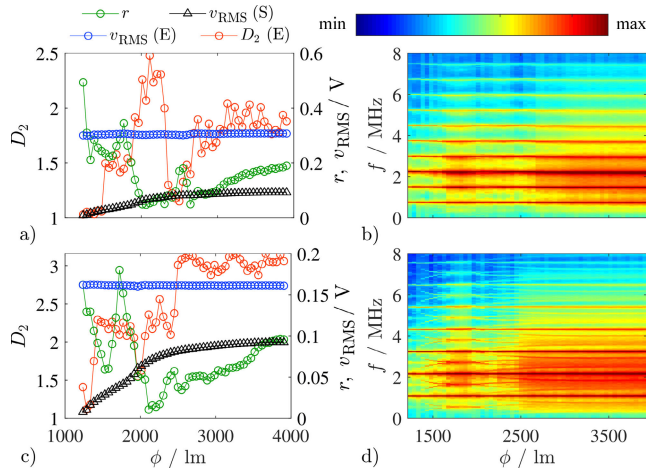 r v_RMS (S)
v_RMS (E) D_2 (E)
min max
2.5
2
1.5
1
D_2
0.6
0.4
0.2
0
r, v_RMS / V
a)
8
6
4
2
0
f / MHz
b)
3
2.5
2
1.5
1
D_2
0.2
0.15
0.1
0.05
0
r, v_RMS / V
1000 2000 3000 4000
c) ϕ / lm
8
6
4
2
0
f / MHz
1500 2500 3500
d) ϕ / lm